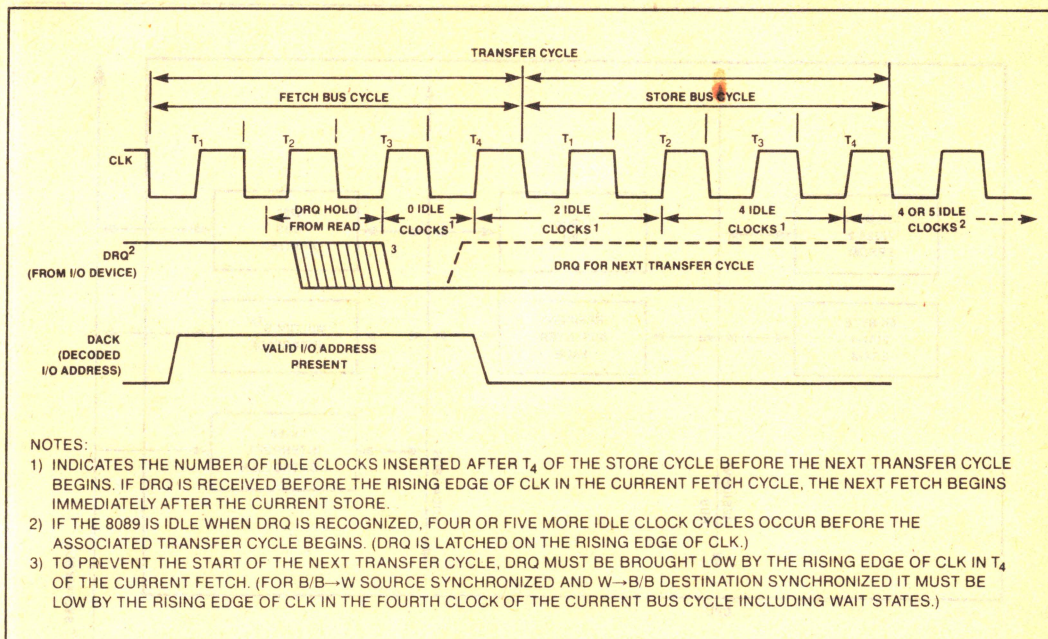 TRANSFER CYCLE
FETCH BUS CYCLE
STORE BUS CYCLE
T1 T2 T3 T4 T1 T2 T3 T4
CLK
DRQ HOLD FROM READ
0 IDLE CLOCKS1
2 IDLE CLOCKS1
4 IDLE CLOCKS1
4 OR 5 IDLE CLOCKS2
DRQ2
(FROM I/O DEVICE)
3
DRQ FOR NEXT TRANSFER CYCLE
DACK
(DECODED
I/O ADDRESS)
VALID I/O ADDRESS
PRESENT
NOTES:
1) INDICATES THE NUMBER OF IDLE CLOCKS INSERTED AFTER T4 OF THE STORE CYCLE BEFORE THE NEXT TRANSFER CYCLE
BEGINS. IF DRQ IS RECEIVED BEFORE THE RISING EDGE OF CLK IN THE CURRENT FETCH CYCLE, THE NEXT FETCH BEGINS
IMMEDIATELY AFTER THE CURRENT STORE.
2) IF THE 8089 IS IDLE WHEN DRQ IS RECOGNIZED, FOUR OR FIVE MORE IDLE CLOCK CYCLES OCCUR BEFORE THE
ASSOCIATED TRANSFER CYCLE BEGINS. (DRQ IS LATCHED ON THE RISING EDGE OF CLK.)
3) TO PREVENT THE START OF THE NEXT TRANSFER CYCLE, DRQ MUST BE BROUGHT LOW BY THE RISING EDGE OF CLK IN T4
OF THE CURRENT FETCH. (FOR B/B→W SOURCE SYNCHRONIZED AND W→B/B DESTINATION SYNCHRONIZED IT MUST BE
LOW BY THE RISING EDGE OF CLK IN THE FOURTH CLOCK OF THE CURRENT BUS CYCLE INCLUDING WAIT STATES.)